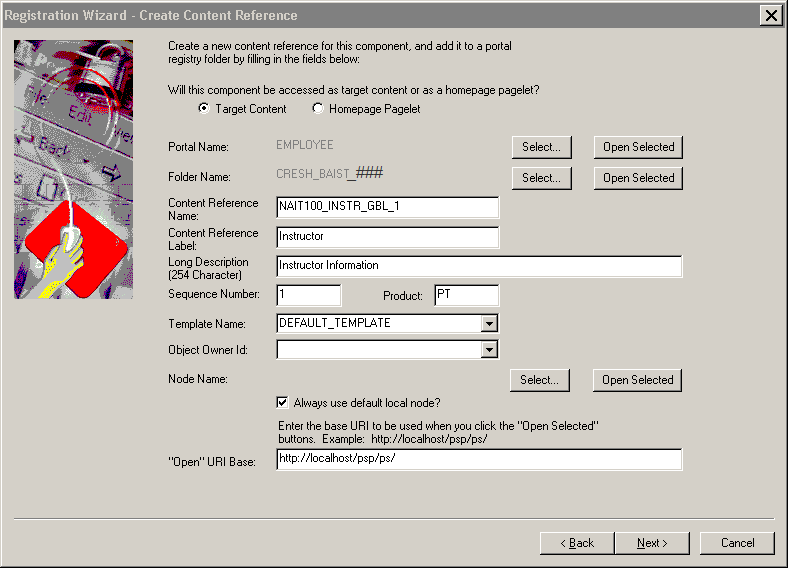 Registration Wizard - Create Content Reference
Create a new content reference for this component, and add it to a portal
registry folder by filling in the fields below:
Will this component be accessed as target content or as a homepage pagelet?
Target Content Homepage Pagelet
Portal Name: EMPLOYEE Select... Open Selected
Folder Name: CRESH_BAIST_### Select... Open Selected
Content Reference
Name: NAIT100_INSTR_GBL_1
Content Reference
Label: Instructor
Long Description
(254 Character) Instructor Information
Sequence Number: 1 Product: PT
Template Name: DEFAULT_TEMPLATE
Object Owner Id:
Node Name: Select... Open Selected
Always use default local node?
Enter the base URI to be used when you click the "Open Selected"
buttons. Example: http://localhost/psp/ps/
"Open" URI Base: http://localhost/psp/ps/
< Back Next > Cancel
File
Edit
Back